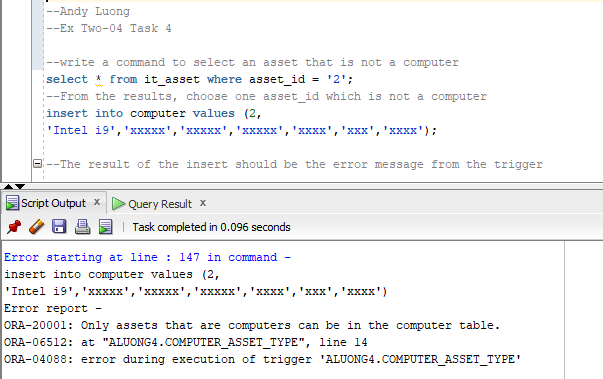 --Andy Luong
--Ex Two-04 Task 4
--write a command to select an asset that is not a computer
select * from it_asset where asset_id = '2';
--From the results, choose one asset_id which is not a computer
insert into computer values (2,
'Intel i9','xxxxx','xxxxx','xxxxx','xxxx','xxx','xxxx');
--The result of the insert should be the error message from the trigger
Script Output x Query Result x
Task completed in 0.096 seconds
Error starting at line : 147 in command -
insert into computer values (2,
'Intel i9','xxxxx','xxxxx','xxxxx','xxxx','xxx','xxxx')
Error report -
ORA-20001: Only assets that are computers can be in the computer table.
ORA-06512: at "ALUONG4.COMPUTER_ASSET_TYPE", line 14
ORA-04088: error during execution of trigger 'ALUONG4.COMPUTER_ASSET_TYPE'